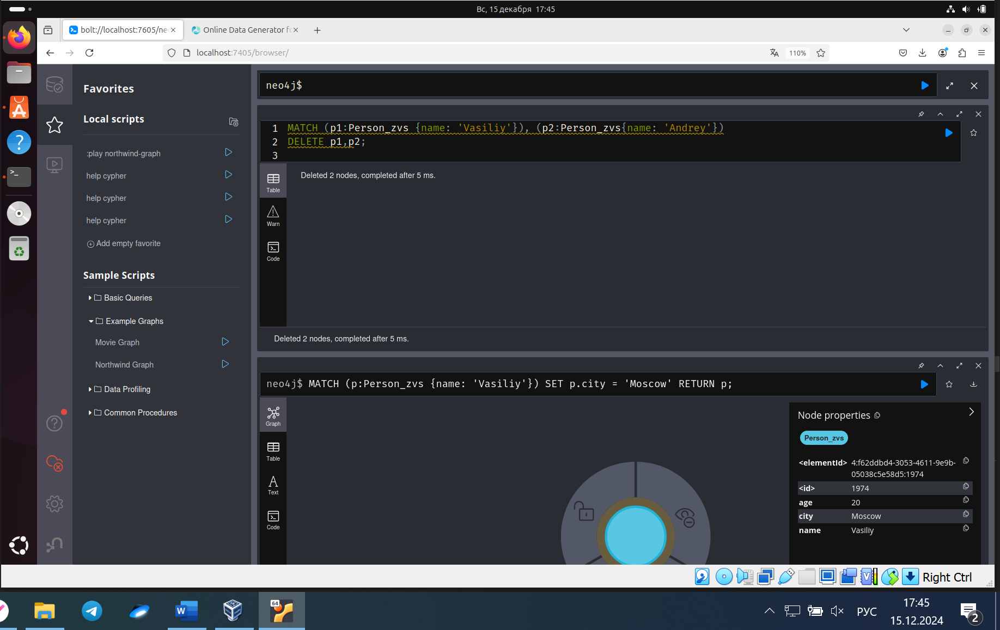 Вс, 15 декабря 17:45
bolt://localhost:7605/ne
Online Data Generator fo
localhost:7405/browser/
110%
Favorites
Local scripts
:play northwind-graph
help cypher
help cypher
help cypher
Add empty favorite
Sample Scripts
Basic Queries
Example Graphs
Movie Graph
Northwind Graph
Data Profiling
Common Procedures
neo4j$
1 MATCH (p1:Person_zvs {name: 'Vasiliy'}), (p2:Person_zvs{name: 'Andrey'})
2 DELETE p1,p2;
3
Table
Warn
Code
Deleted 2 nodes, completed after 5 ms.
Deleted 2 nodes, completed after 5 ms.
neo4j$ MATCH (p:Person_zvs {name: 'Vasiliy'}) SET p.city = 'Moscow' RETURN p;
Graph
Table
Text
Code
Node properties
Person_zvs
<elementId> 4:f62ddbd4-3053-4611-9e9b-
05038c5e58d5:1974
<id> 1974
age 20
city Moscow
name Vasiliy
Right Ctrl
64
РУС
17:45
15.12.2024
2